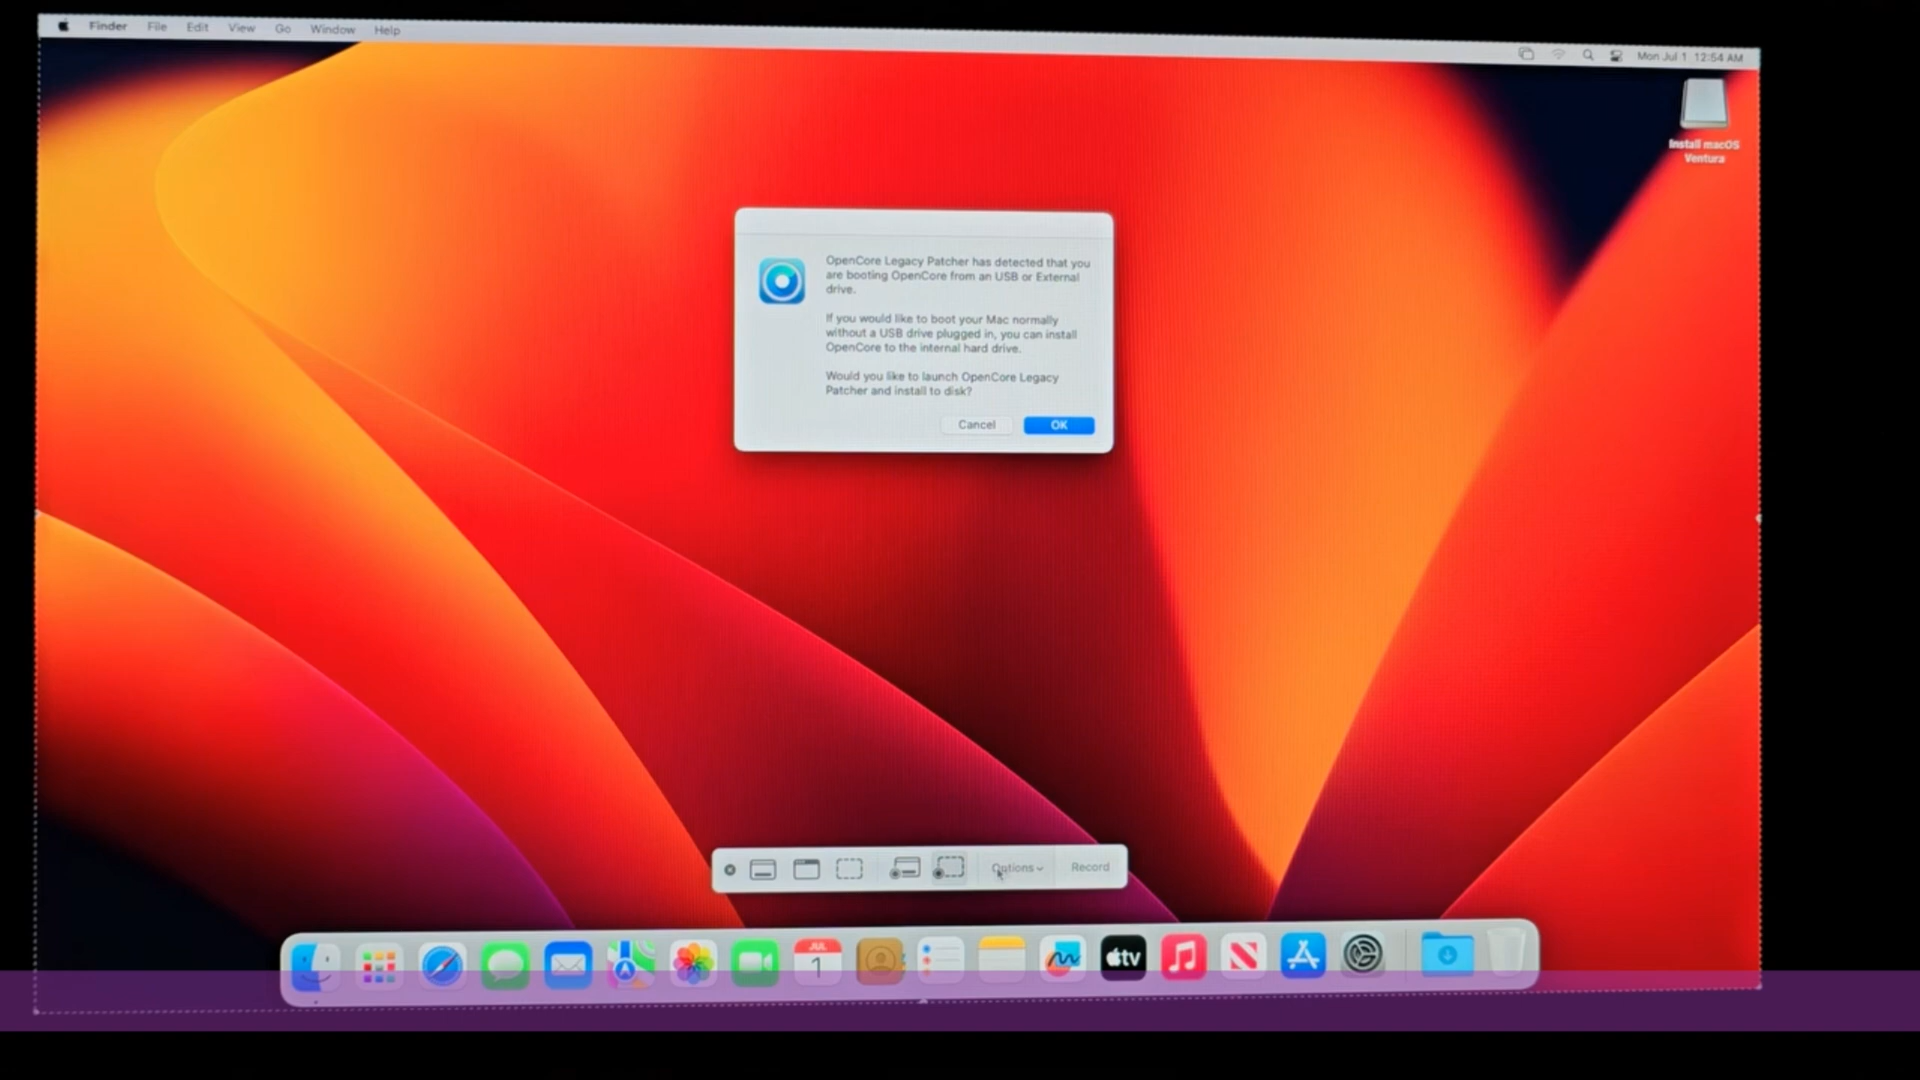 Finder File Edit View Go Window Help
Mon Jul 1 12:54 AM
Install macOS
Ventura
OpenCore Legacy Patcher has detected that you
are booting OpenCore from an USB or External
drive.
If you would like to boot your Mac normally
without a USB drive plugged in, you can install
OpenCore to the internal hard drive.
Would you like to launch OpenCore Legacy
Patcher and install to disk?
Cancel OK
Options Record
JUL
1
tv